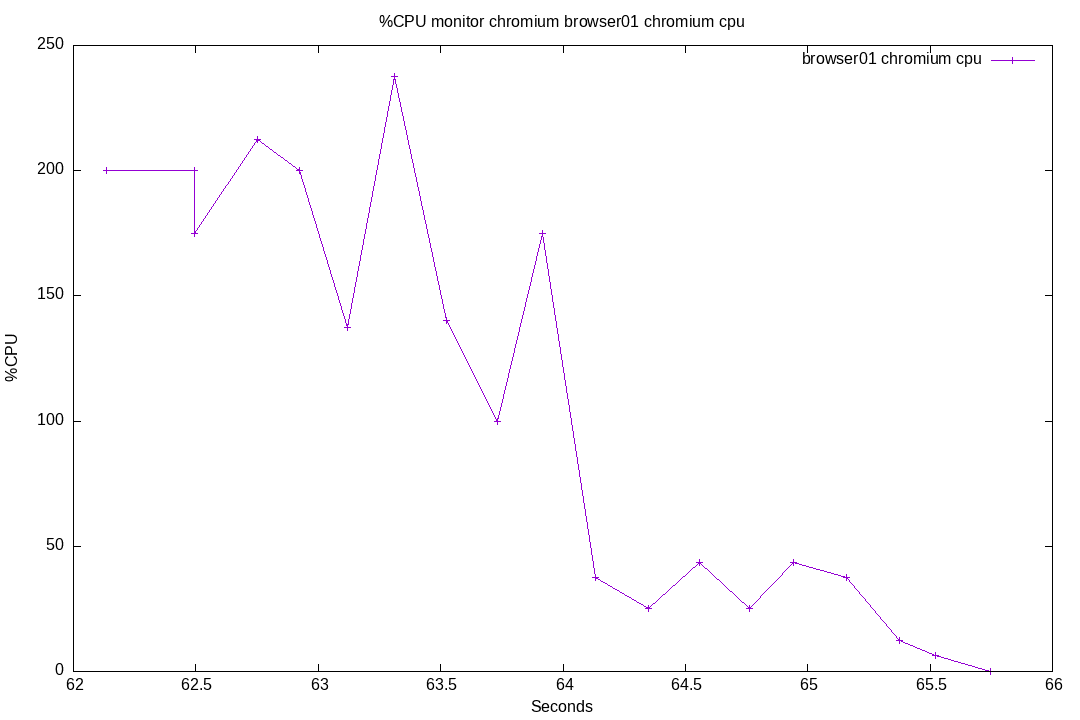 %CPU monitor chromium browser01 chromium cpu
browser01 chromium cpu
250
200
150
100
50
0
%CPU
62 62.5 63 63.5 64 64.5 65 65.5 66
Seconds